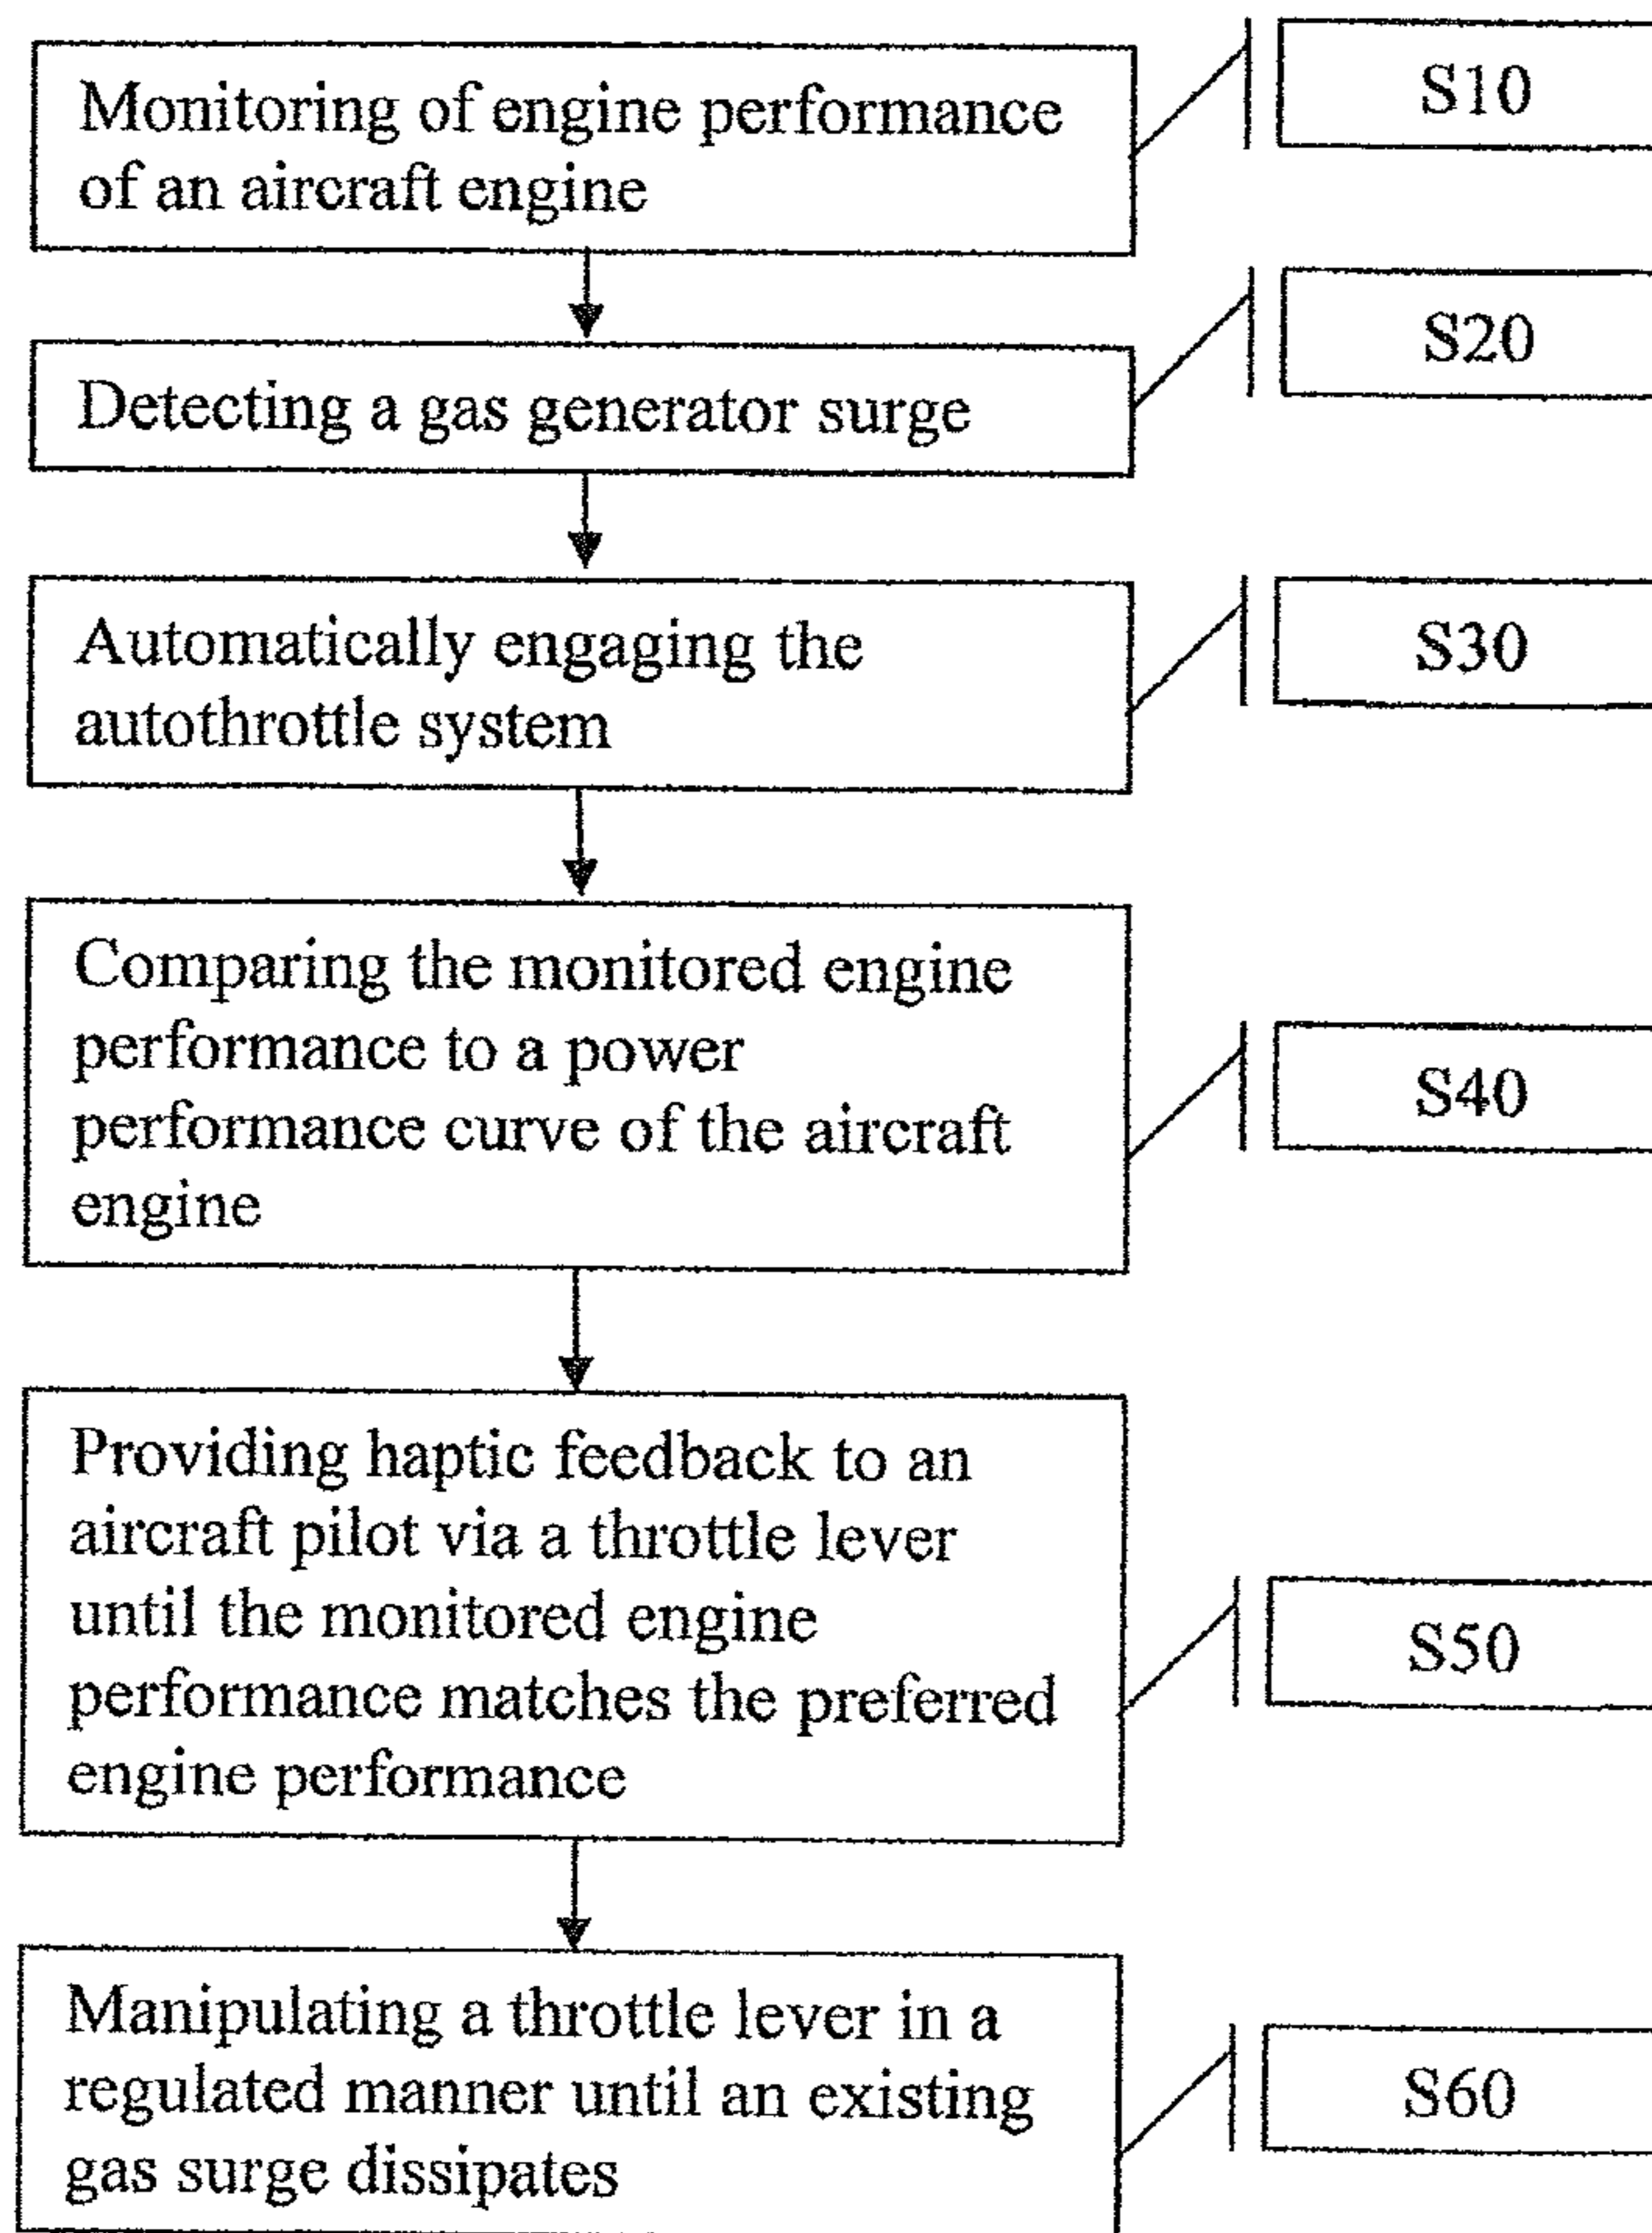 Monitoring of engine performance
of an aircraft engine
S10
Detecting a gas generator surge
S20
Automatically engaging the
autothrottle system
S30
Comparing the monitored engine
performance to a power
performance curve of the aircraft
engine
S40
Providing haptic feedback to an
aircraft pilot via a throttle lever
until the monitored engine
performance matches the preferred
engine performance
S50
Manipulating a throttle lever in a
regulated manner until an existing
gas surge dissipates
S60